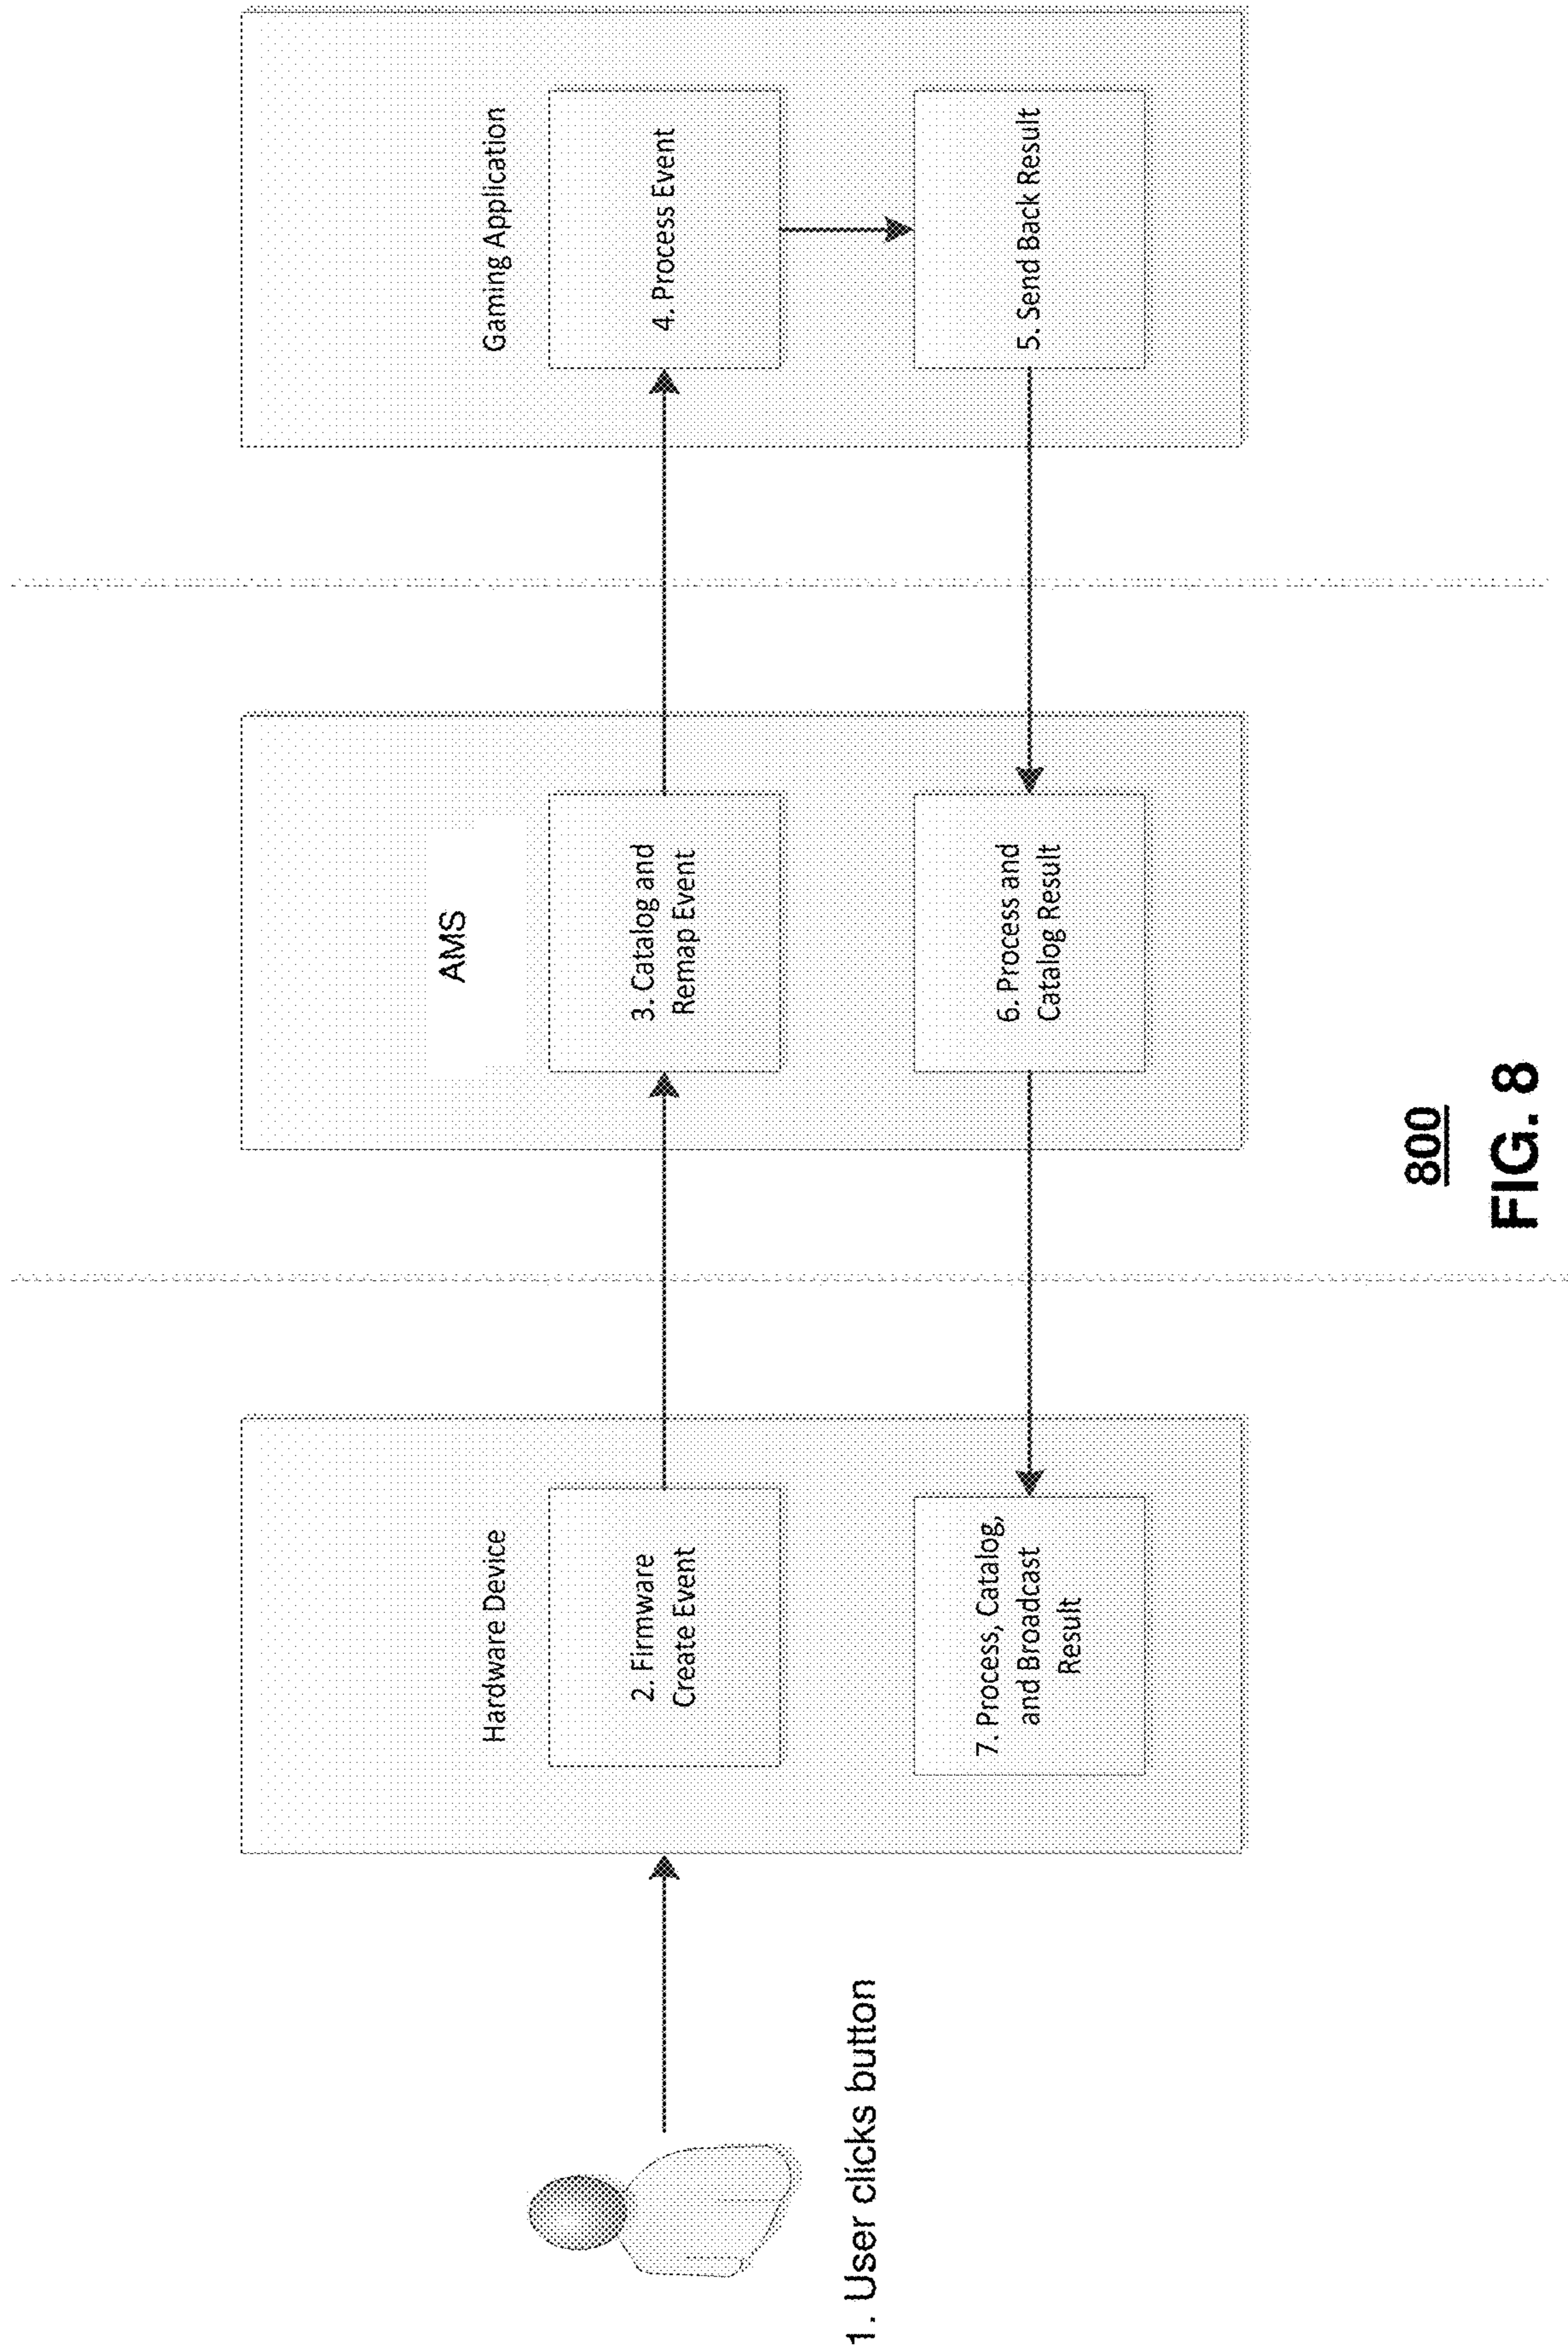 1. User clicks button
Hardware Device
2. Firmware
Create Event
7. Process, Catalog,
and Broadcast
Result
AMS
3. Catalog and
Remap Event
6. Process and
Catalog Result
Gaming Application
4. Process Event
5. Send Back Result
800
FIG. 8